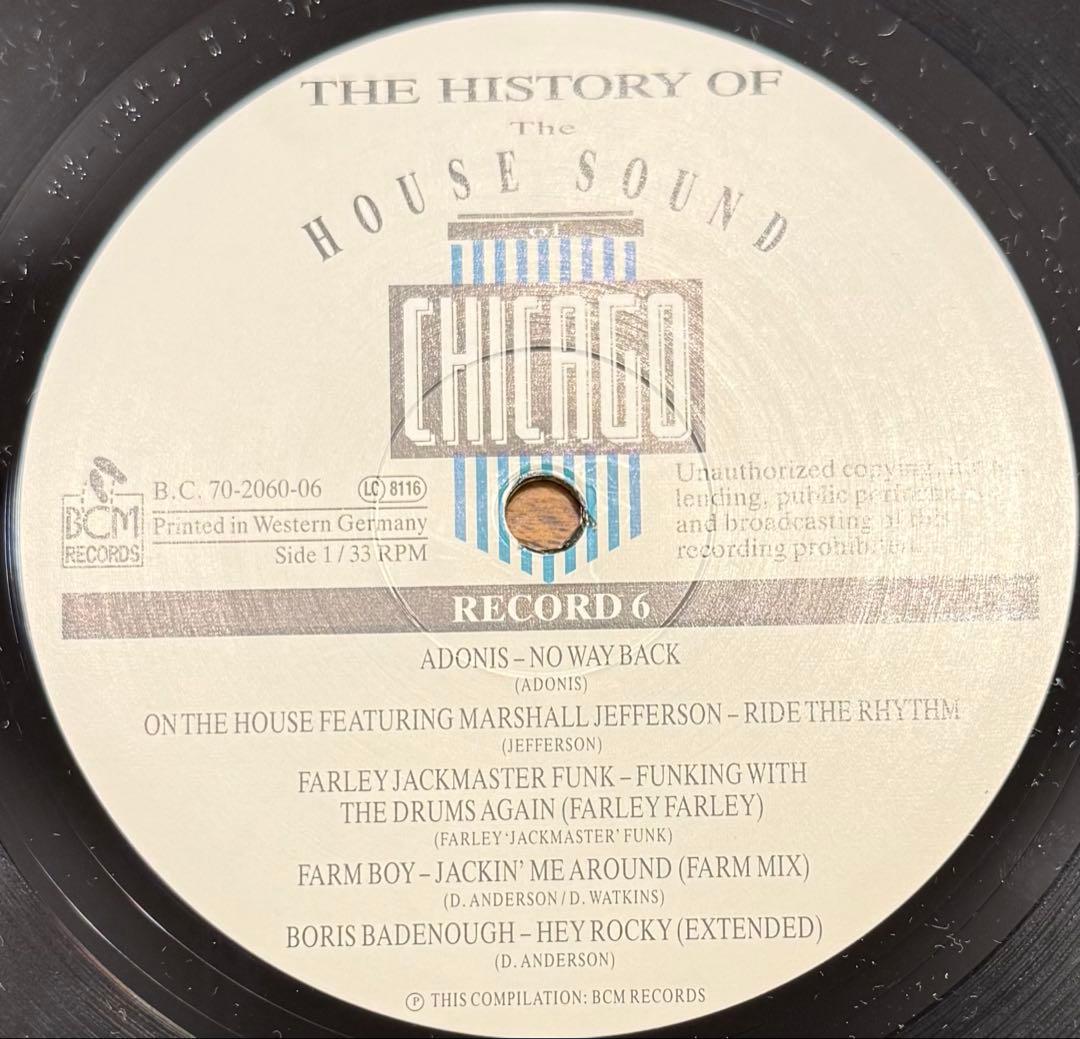 THE HISTORY OF
The
HOUSE SOUND
of
CHICAGO
BCM
RECORDS
B.C. 70-2060-06 LC 8116
Printed in Western Germany
Side 1 / 33 RPM
Unauthorized copying,
lending, public
and broadcasting of this
recording prohibited.
RECORD 6
ADONIS – NO WAY BACK
(ADONIS)
ON THE HOUSE FEATURING MARSHALL JEFFERSON – RIDE THE RHYTHM
(JEFFERSON)
FARLEY JACKMASTER FUNK – FUNKING WITH
THE DRUMS AGAIN (FARLEY FARLEY)
(FARLEY ‘JACKMASTER’ FUNK)
FARM BOY – JACKIN’ ME AROUND (FARM MIX)
(D. ANDERSON / D. WATKINS)
BORIS BADENOUGH – HEY ROCKY (EXTENDED)
(D. ANDERSON)
Ⓟ THIS COMPILATION: BCM RECORDS